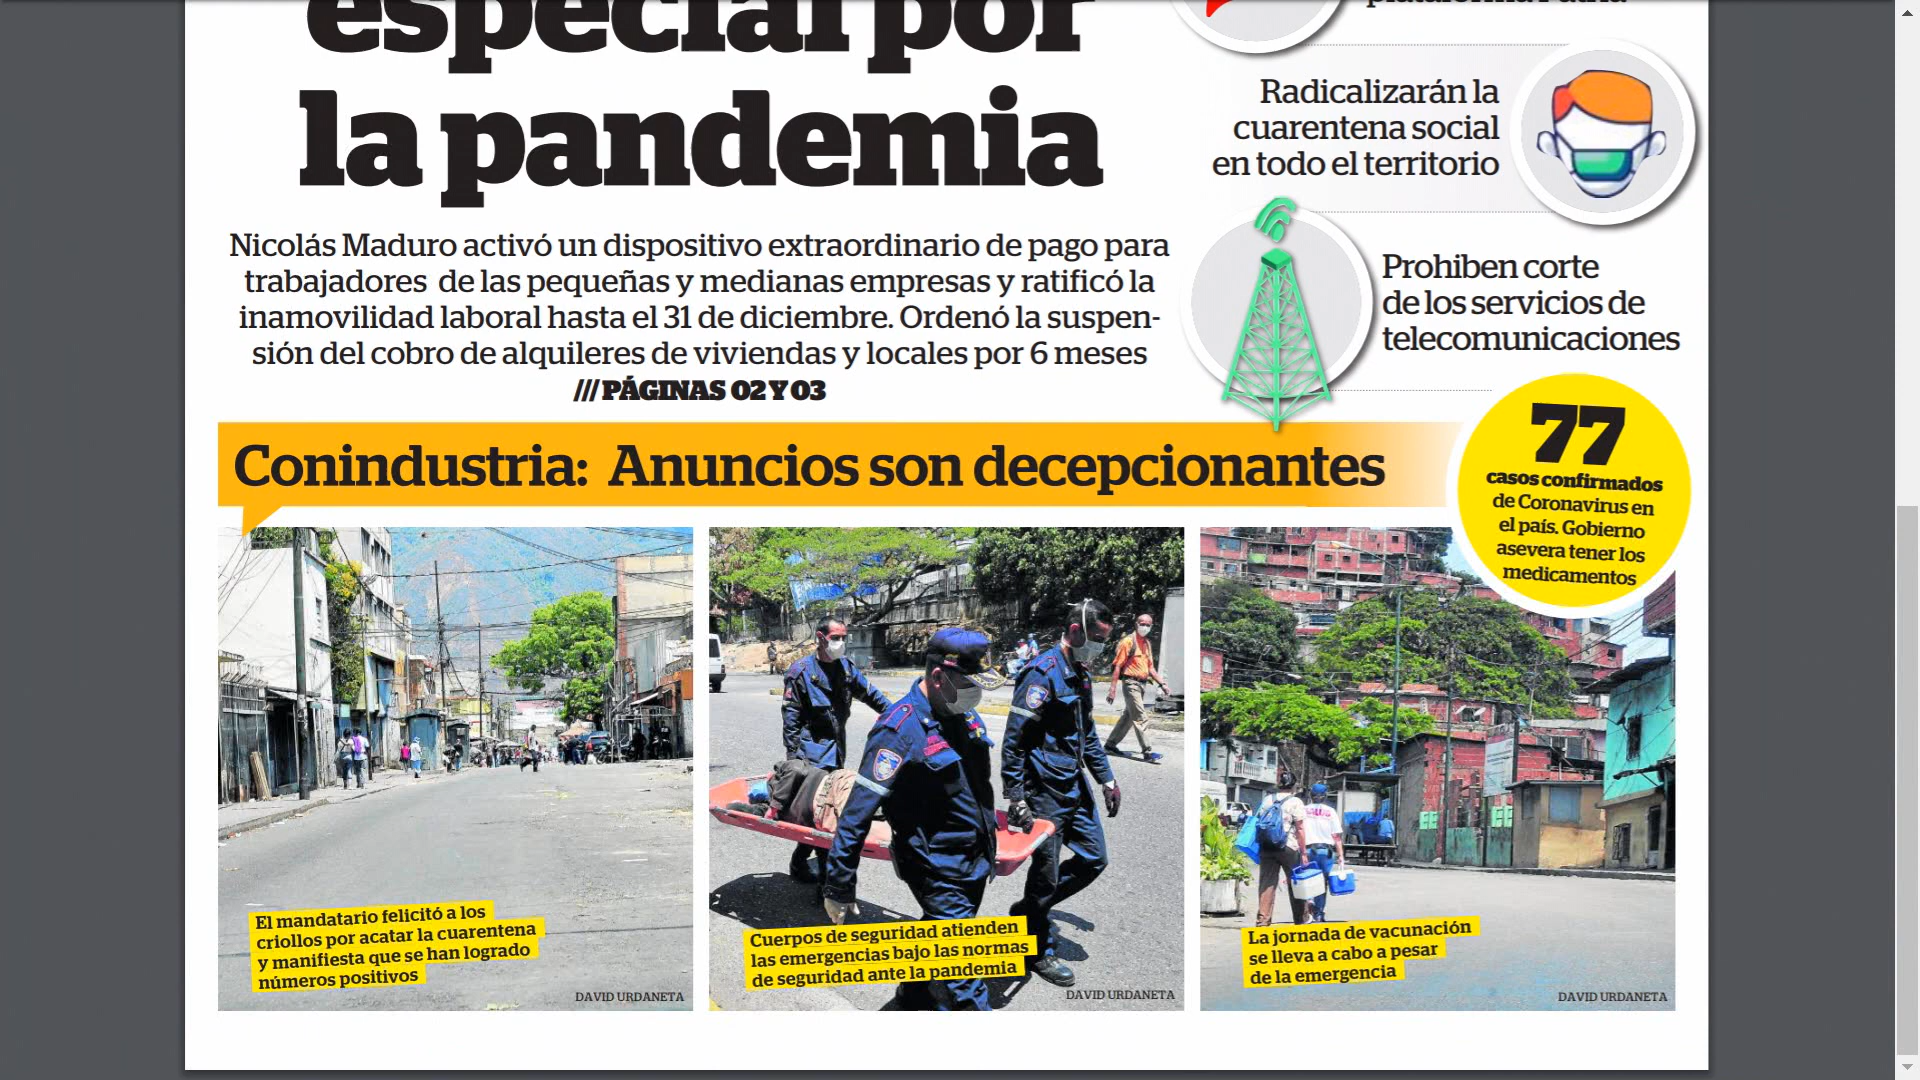 especial por
la pandemia
Nicolás Maduro activó un dispositivo extraordinario de pago para
trabajadores de las pequeñas y medianas empresas y ratificó la
inamovilidad laboral hasta el 31 de diciembre. Ordenó la suspen-
sión del cobro de alquileres de viviendas y locales por 6 meses
/// PÁGINAS 02 Y 03
plataforma Patria
Radicalizarán la
cuarentena social
en todo el territorio
Prohiben corte
de los servicios de
telecomunicaciones
Conindustria: Anuncios son decepcionantes
77
casos confirmados
de Coronavirus en
el país. Gobierno
asevera tener los
medicamentos
El mandatario felicitó a los
criollos por acatar la cuarentena
y manifiesta que se han logrado
números positivos
DAVID URDANETA
Cuerpos de seguridad atienden
las emergencias bajo las normas
de seguridad ante la pandemia
DAVID URDANETA
La jornada de vacunación
se lleva a cabo a pesar
de la emergencia
DAVID URDANETA